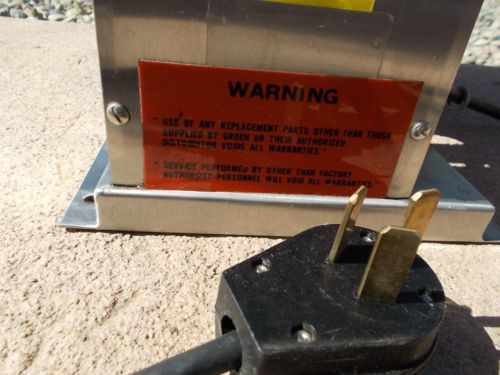 WARNING
" USE OF ANY REPLACEMENT PARTS OTHER THAN THOSE
SUPPLIED BY GROEN OR THEIR AUTHORIZED
DISTRIBUTOR VOIDS ALL WARRANTIES "
" SERVICE PERFORMED BY OTHER THAN FACTORY
AUTHORIZED PERSONNEL WILL VOID ALL WARRANTIES "